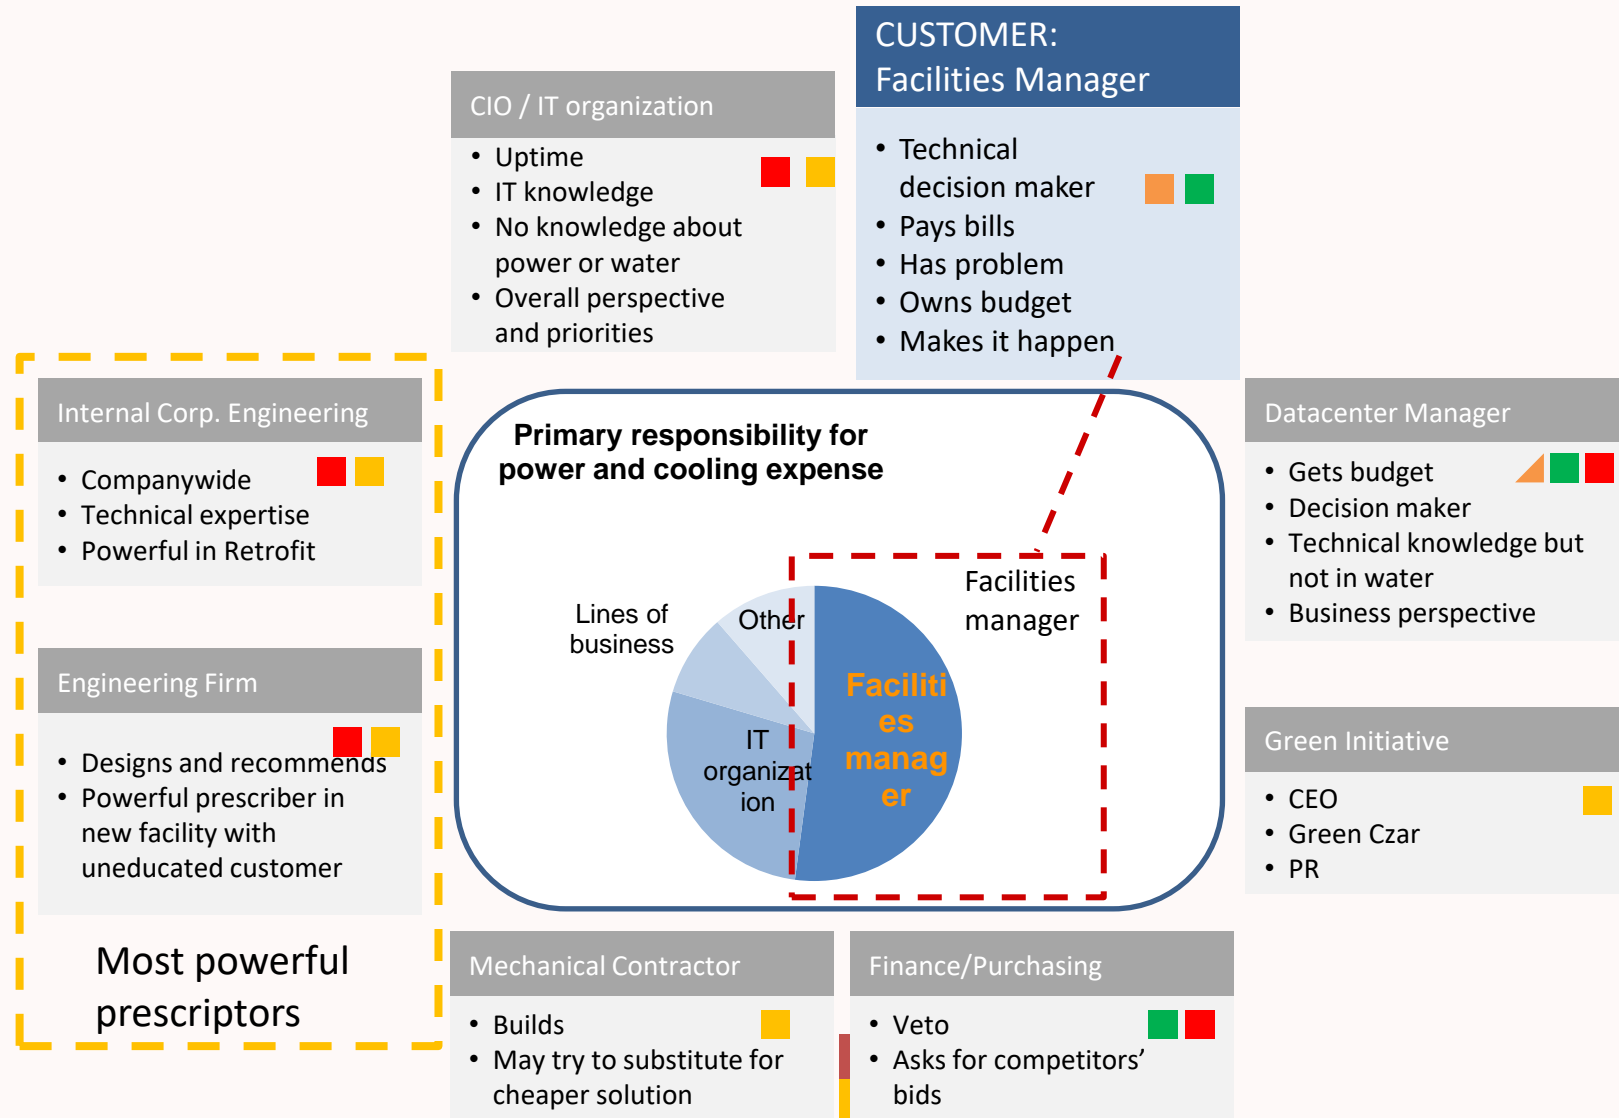 CUSTOMER:
Facilities Manager
• Technical
decision maker
• Pays bills
• Has problem
• Owns budget
• Makes it happen
CIO / IT organization
• Uptime
• IT knowledge
• No knowledge about
power or water
• Overall perspective
and priorities
Internal Corp. Engineering
• Companywide
• Technical expertise
• Powerful in Retrofit
Engineering Firm
• Designs and recommends
• Powerful prescriber in
new facility with
uneducated customer
Most powerful
prescriptors
Primary responsibility for
power and cooling expense
Facilities
manager
Lines of
business
Other
IT
organizat
ion
Faciliti
es
manag
er
Datacenter Manager
• Gets budget
• Decision maker
• Technical knowledge but
not in water
• Business perspective
Green Initiative
• CEO
• Green Czar
• PR
Mechanical Contractor
• Builds
• May try to substitute for
cheaper solution
Finance/Purchasing
• Veto
• Asks for competitors’
bids